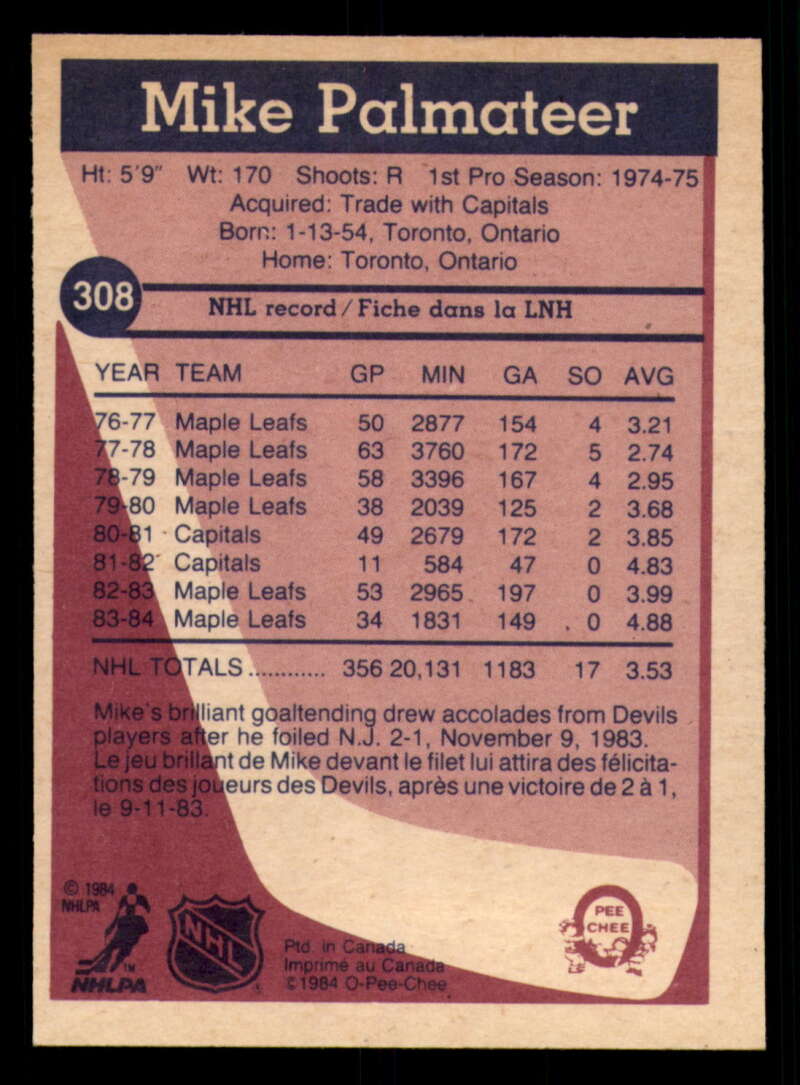 Mike Palmateer
Ht: 5'9" Wt: 170 Shoots: R 1st Pro Season: 1974-75
Acquired: Trade with Capitals
Born: 1-13-54, Toronto, Ontario
Home: Toronto, Ontario
308
NHL record / Fiche dans la LNH
YEAR TEAM GP MIN GA SO AVG
76-77 Maple Leafs 50 2877 154 4 3.21
77-78 Maple Leafs 63 3760 172 5 2.74
78-79 Maple Leafs 58 3396 167 4 2.95
79-80 Maple Leafs 38 2039 125 2 3.68
80-81 Capitals 49 2679 172 2 3.85
81-82 Capitals 11 584 47 0 4.83
82-83 Maple Leafs 53 2965 197 0 3.99
83-84 Maple Leafs 34 1831 149 0 4.88
NHL TOTALS ............ 356 20,131 1183 17 3.53
Mike's brilliant goaltending drew accolades from Devils
players after he foiled N.J. 2-1, November 9, 1983.
Le jeu brillant de Mike devant le filet lui attira des félicita-
tions des joueurs des Devils, après une victoire de 2 à 1,
le 9-11-83.
© 1984
NHLPA
TM
NHLPA
NHL
Ptd. in Canada
Imprimé au Canada
©1984 O-Pee-Chee
PEE
CHEE